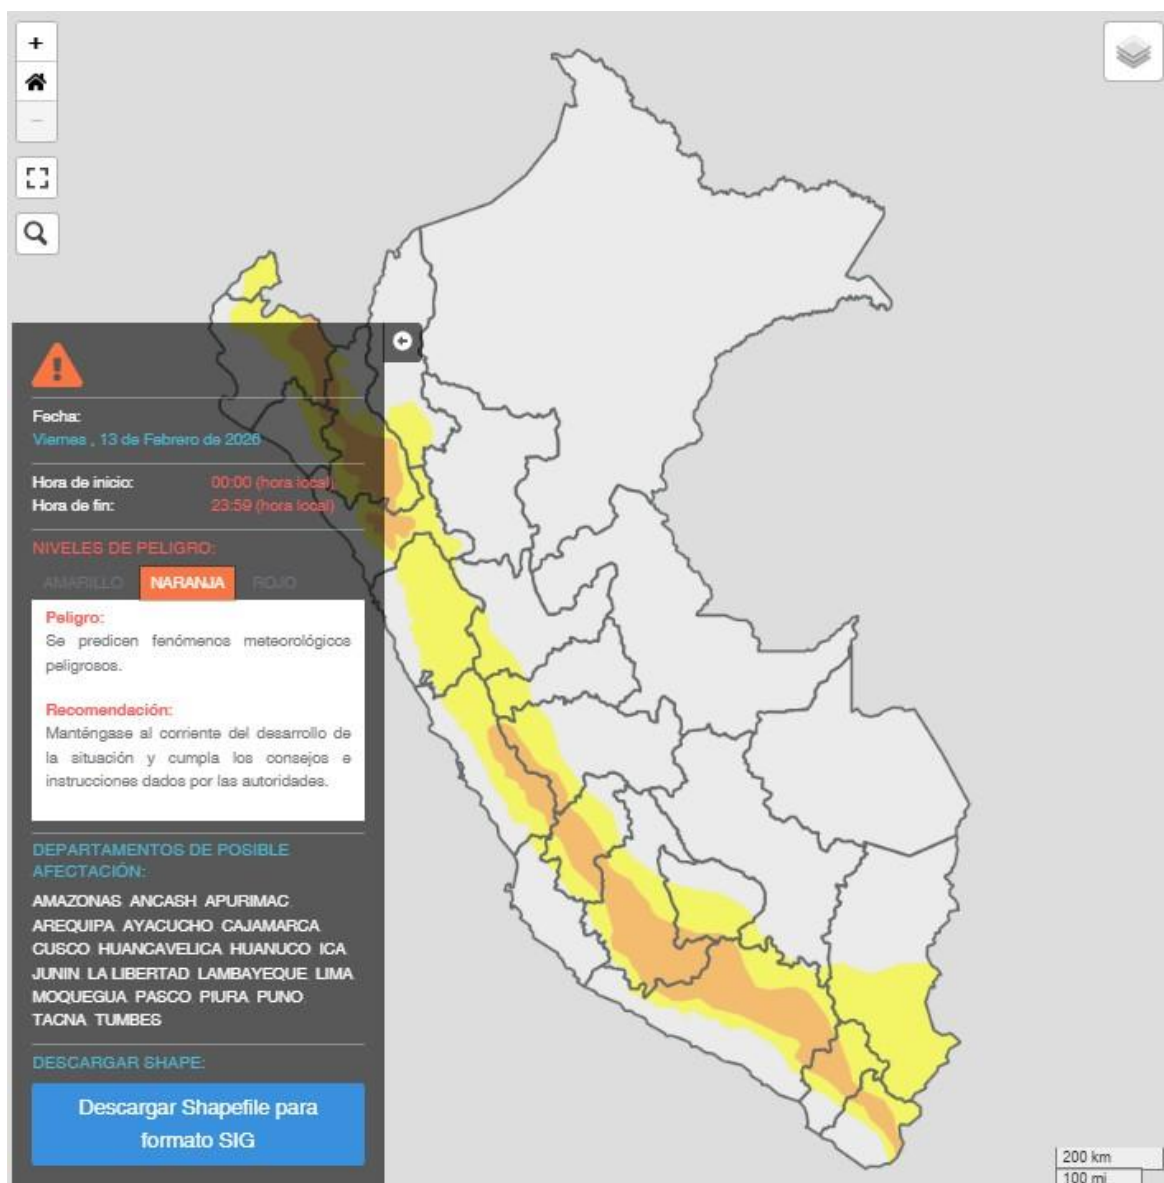 +
−
Fecha:
Viernes , 13 de Febrero de 2026
Hora de inicio: 00:00 (hora local)
Hora de fin: 23:59 (hora local)
NIVELES DE PELIGRO:
AMARILLO NARANJA ROJO
Peligro:
Se predicen fenómenos meteorológicos
peligrosos.
Recomendación:
Manténgase al corriente del desarrollo de
la situación y cumpla los consejos e
instrucciones dados por las autoridades.
DEPARTAMENTOS DE POSIBLE
AFECTACIÓN:
AMAZONAS ANCASH APURIMAC
AREQUIPA AYACUCHO CAJAMARCA
CUSCO HUANCAVELICA HUANUCO ICA
JUNIN LA LIBERTAD LAMBAYEQUE LIMA
MOQUEGUA PASCO PIURA PUNO
TACNA TUMBES
DESCARGAR SHAPE:
Descargar Shapefile para
formato SIG
200 km
100 mi